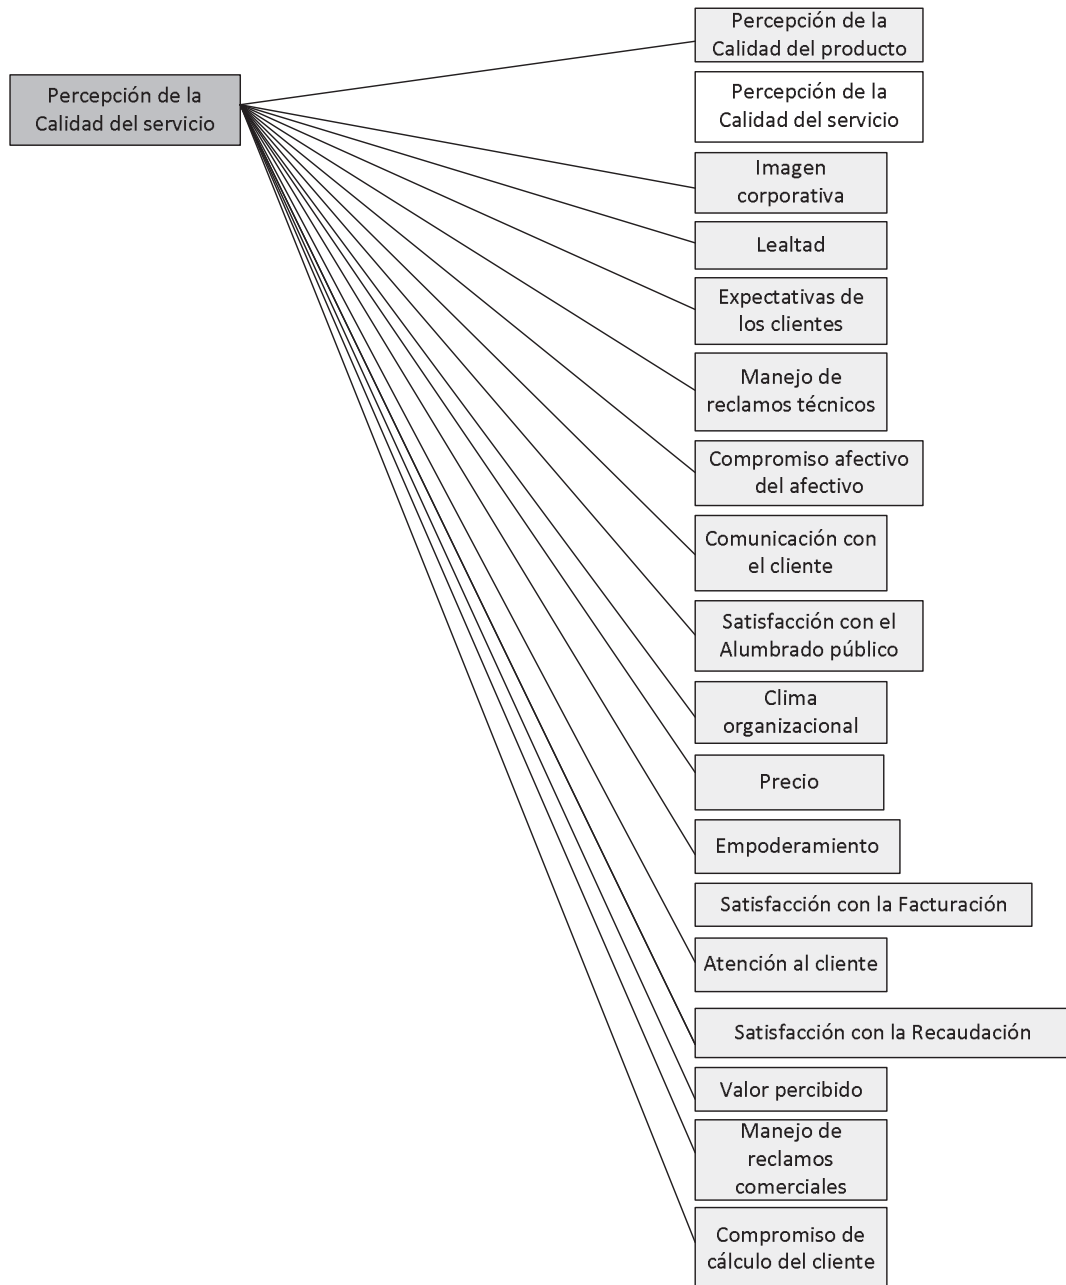 Percepción de la
Calidad del servicio
Percepción de la
Calidad del producto
Percepción de la
Calidad del servicio
Imagen
corporativa
Lealtad
Expectativas de
los clientes
Manejo de
reclamos técnicos
Compromiso afectivo
del afectivo
Comunicación con
el cliente
Satisfacción con el
Alumbrado público
Clima
organizacional
Precio
Empoderamiento
Satisfacción con la Facturación
Atención al cliente
Satisfacción con la Recaudación
Valor percibido
Manejo de
reclamos
comerciales
Compromiso de
cálculo del cliente